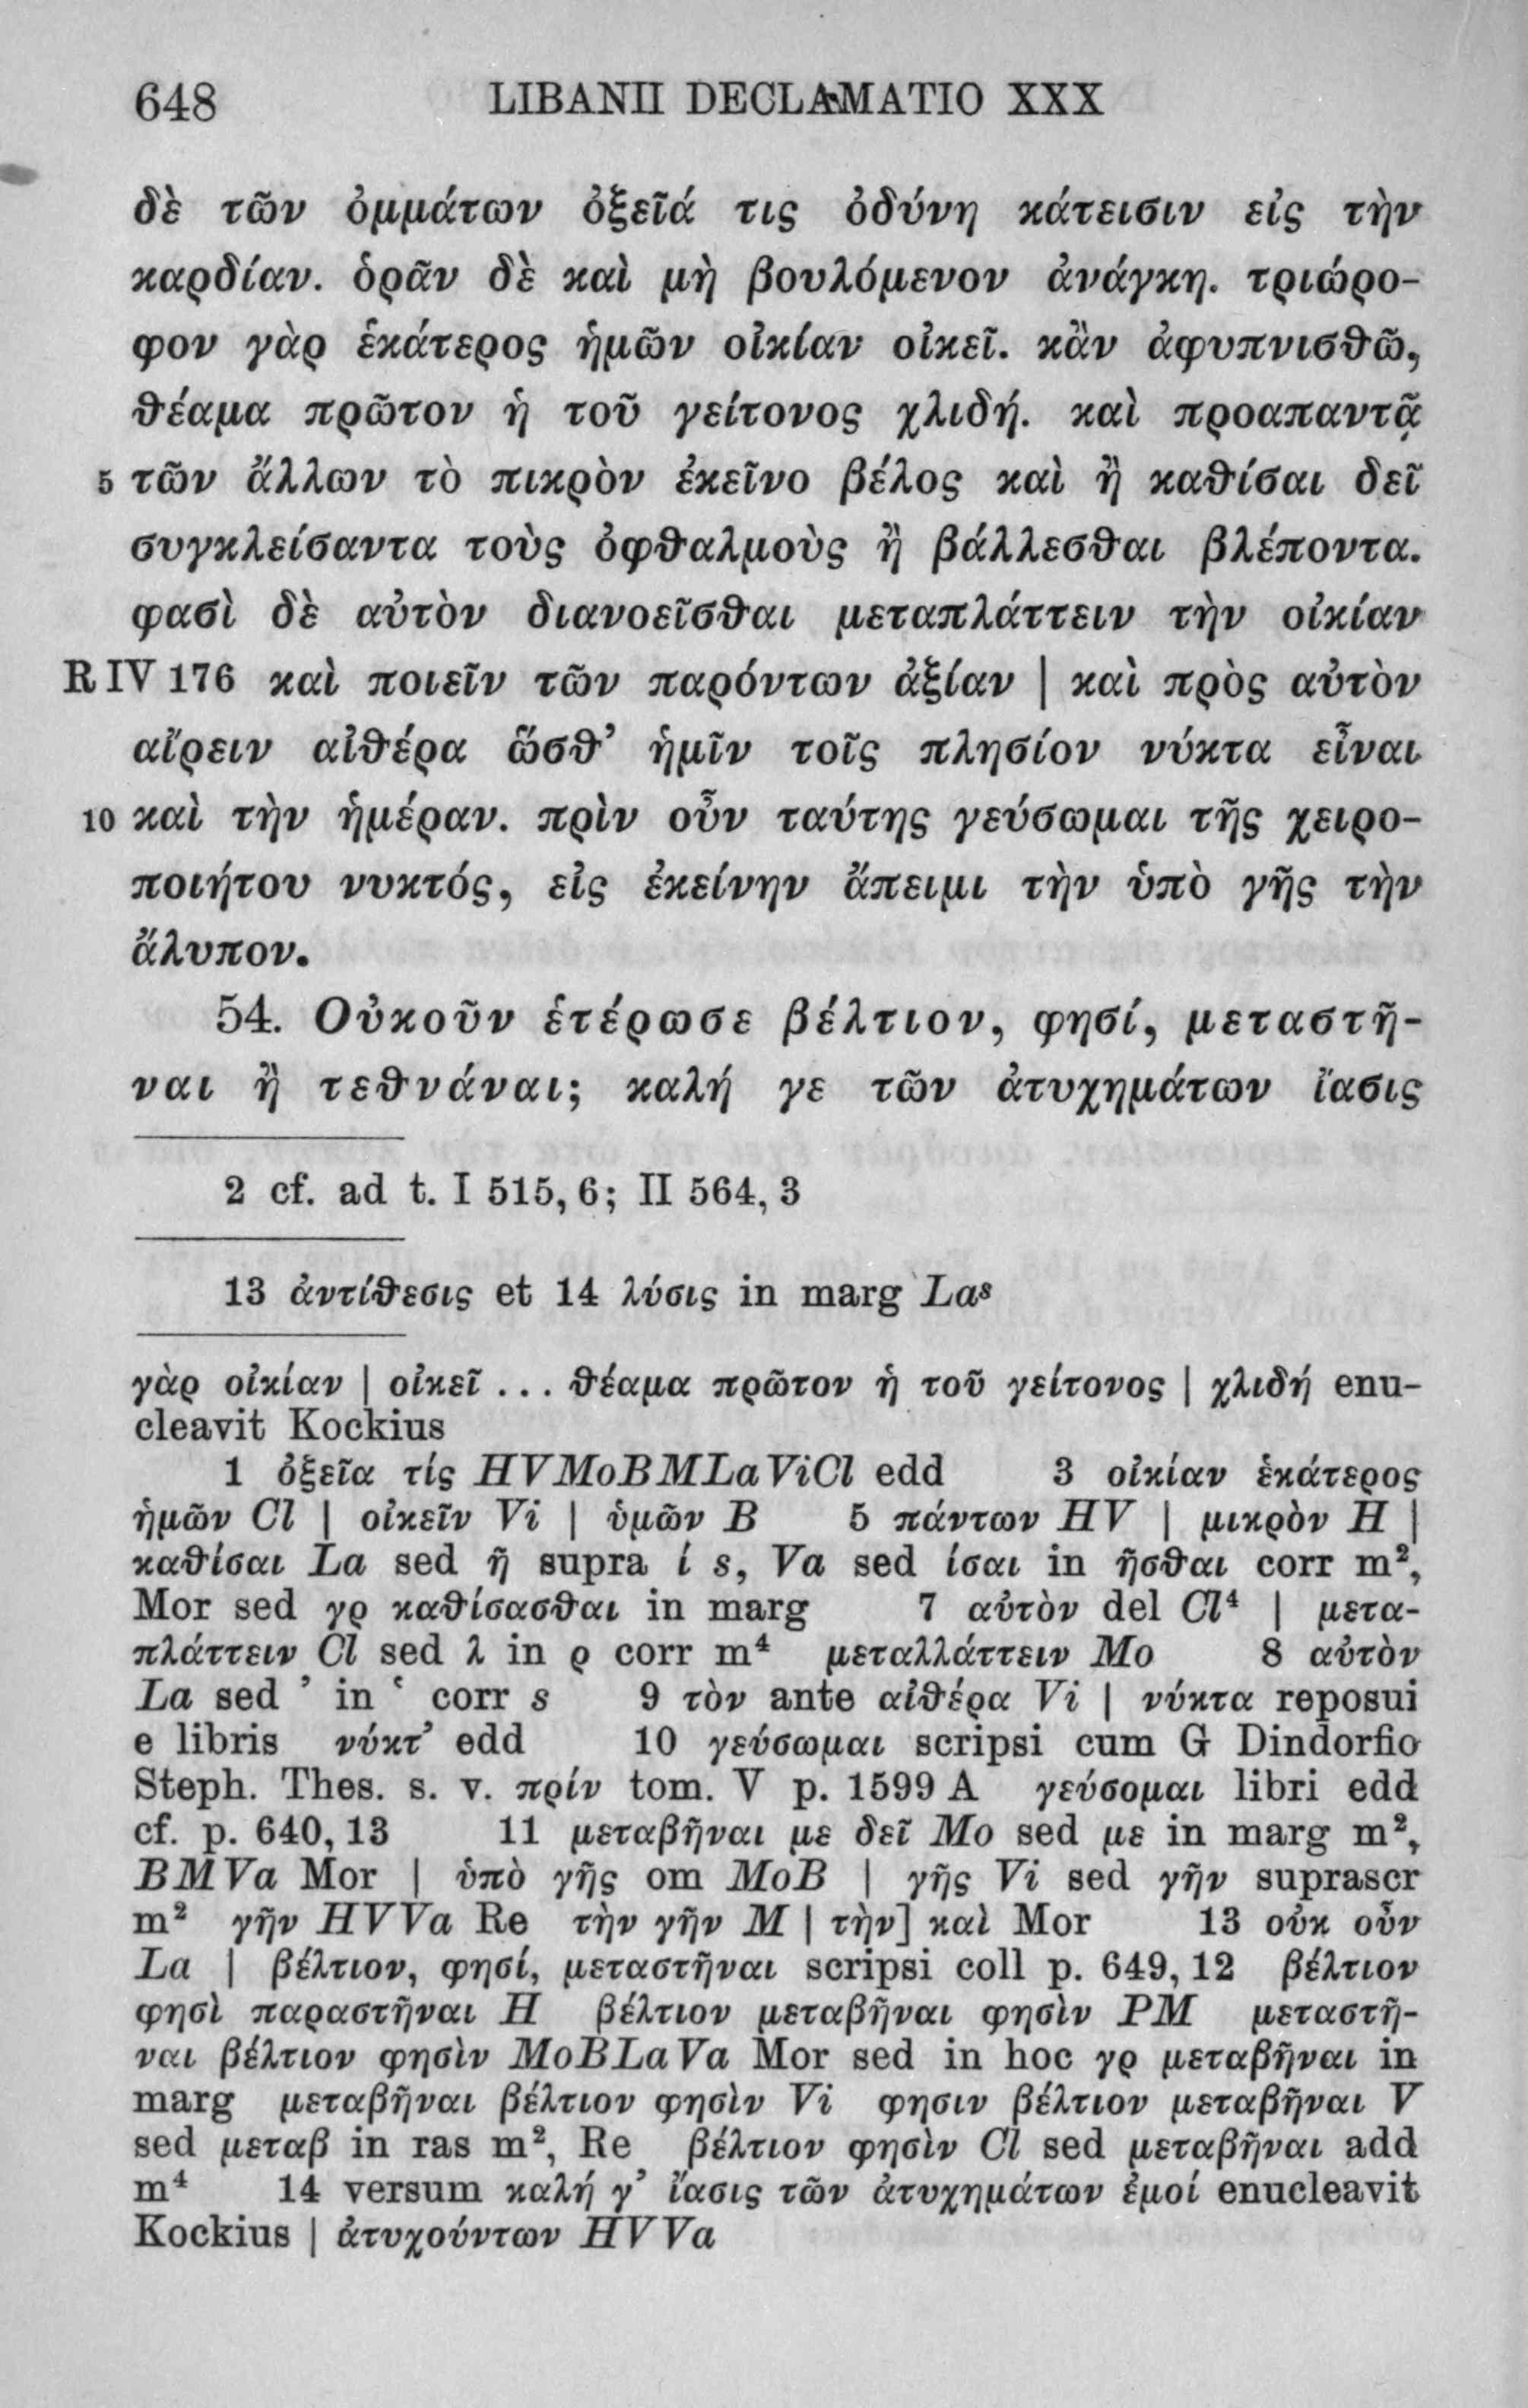 648 LIBANII DECLAMATIO XXX
δὲ τῶν ὀμμάτων ὀξεῖά τις ὀδύνη κάτεισιν εἰς τὴν
καρδίαν. ὁρᾶν δὲ καὶ μὴ βουλόμενον ἀνάγκη. τριώρο-
φον γὰρ ἑκάτερος ἡμῶν οἰκίαν οἰκεῖ. κἂν ἀφυπνισθῶ,
θέαμα πρῶτον ἡ τοῦ γείτονος χλιδή. καὶ προαπαντᾷ
5 τῶν ἄλλων τὸ πικρὸν ἐκεῖνο βέλος καὶ ἢ καθίσαι δεῖ
συγκλείσαντα τοὺς ὀφθαλμοὺς ἢ βάλλεσθαι βλέποντα.
φασὶ δὲ αὐτὸν διανοεῖσθαι μεταπλάττειν τὴν οἰκίαν
R IV 176 καὶ ποιεῖν τῶν παρόντων ἀξίαν | καὶ πρὸς αὐτὸν
αἴρειν αἰθέρα ὥσθ’ ἡμῖν τοῖς πλησίον νύκτα εἶναι
10 καὶ τὴν ἡμέραν. πρὶν οὖν ταύτης γεύσωμαι τῆς χειρο-
ποιήτου νυκτός, εἰς ἐκείνην ἄπειμι τὴν ὑπὸ γῆς τὴν
ἄλυπον.
54. Οὐκοῦν ἑτέρωσε βέλτιον, φησί, μεταστῆ-
ναι ἢ τεθνάναι; καλή γε τῶν ἀτυχημάτων ἴασις
2 cf. ad t. I 515, 6; II 564, 3
13 ἀντίθεσις et 14 λύσις in marg Laˢ
γὰρ οἰκίαν | οἰκεῖ ... θέαμα πρῶτον ἡ τοῦ γείτονος | χλιδή enu-
cleavit Kockius
1 ὀξεῖα τίς HVMoBMLaViCl edd 3 οἰκίαν ἑκάτερος
ἡμῶν Cl | οἰκεῖν Vi | ὑμῶν B 5 πάντων HV | μικρὸν H |
καθίσαι La sed ῆ supra ί s, Va sed ίσαι in ῆσθαι corr m²,
Mor sed γρ καθίσασθαι in marg 7 αὐτὸν del Cl⁴ | μετα-
πλάττειν Cl sed λ in ρ corr m⁴ μεταλλάττειν Mo 8 αὐτὸν
La sed ’ in ‘ corr s 9 τὸν ante αἰθέρα Vi | νύκτα reposui
e libris νύκτ’ edd 10 γεύσωμαι scripsi cum G Dindorfio
Steph. Thes. s. v. πρίν tom. V p. 1599 A γεύσομαι libri edd
cf. p. 640, 13 11 μεταβῆναι με δεῖ Mo sed με in marg m²,
BMVa Mor | ὑπὸ γῆς om MoB | γῆς Vi sed γῆν suprascr
m² γῆν HVVa Re τὴν γῆν M | τὴν] καὶ Mor 13 οὐκ οὖν
La | βέλτιον, φησί, μεταστῆναι scripsi coll p. 649, 12 βέλτιον
φησὶ παραστῆναι H βέλτιον μεταβῆναι φησὶν PM μεταστῆ-
ναι βέλτιον φησὶν MoBLaVa Mor sed in hoc γρ μεταβῆναι in
marg μεταβῆναι βέλτιον φησὶν Vi φησιν βέλτιον μεταβῆναι V
sed μεταβ in ras m², Re βέλτιον φησὶν Cl sed μεταβῆναι add
m⁴ 14 versum καλή γ’ ἴασις τῶν ἀτυχημάτων ἐμοί enucleavit
Kockius | ἀτυχούντων HVVa